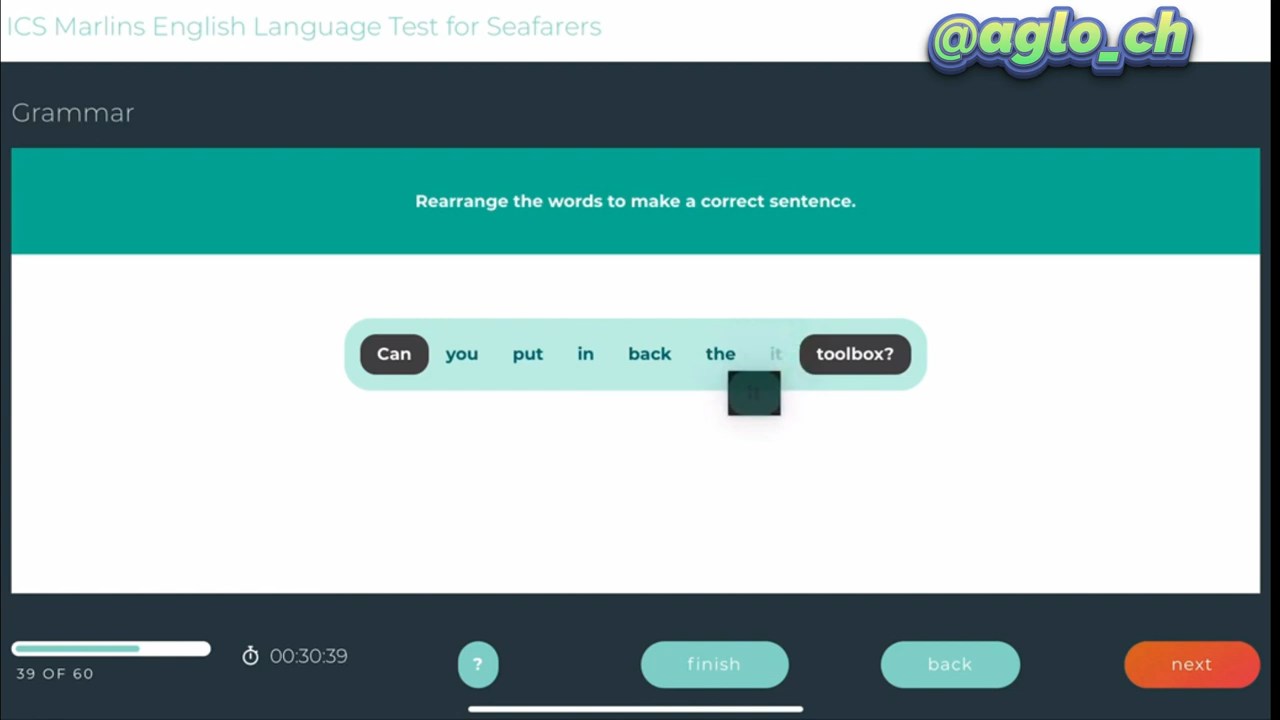 ICS Marlins English Language Test for Seafarers
@aglo_ch
Grammar
Rearrange the words to make a correct sentence.
Can you put in back the it toolbox?
it
39 OF 60
00:30:39
?
finish
back
next